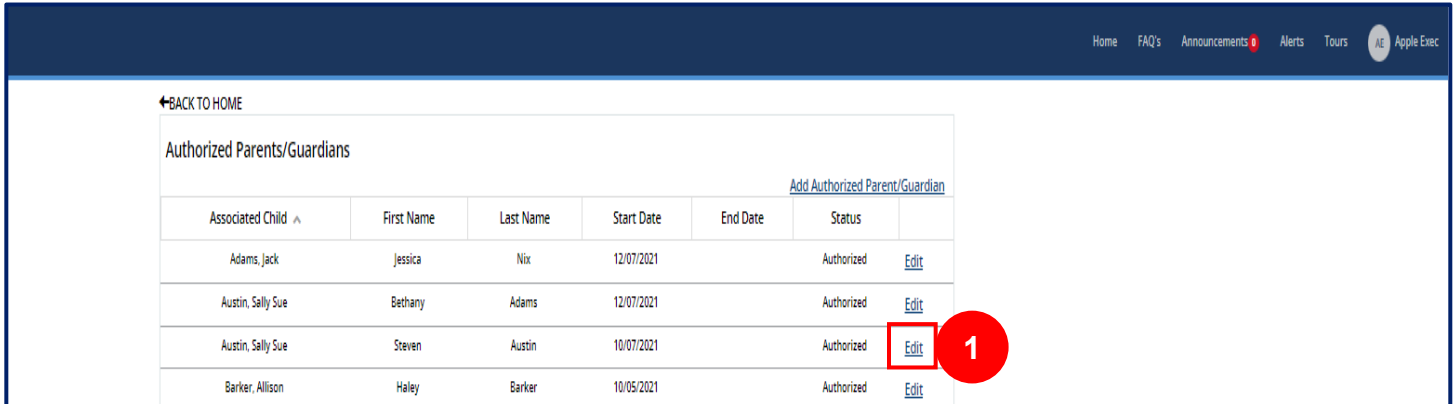 Home FAQ's Announcements 0 Alerts Tours AE Apple Exec
BACK TO HOME
Authorized Parents/Guardians
Add Authorized Parent/Guardian
Associated Child First Name Last Name Start Date End Date Status
Adams, Jack Jessica Nix 12/07/2021 Authorized Edit
Austin, Sally Sue Bethany Adams 12/07/2021 Authorized Edit
Austin, Sally Sue Steven Austin 10/07/2021 Authorized Edit 1
Barker, Allison Haley Barker 10/05/2021 Authorized Edit